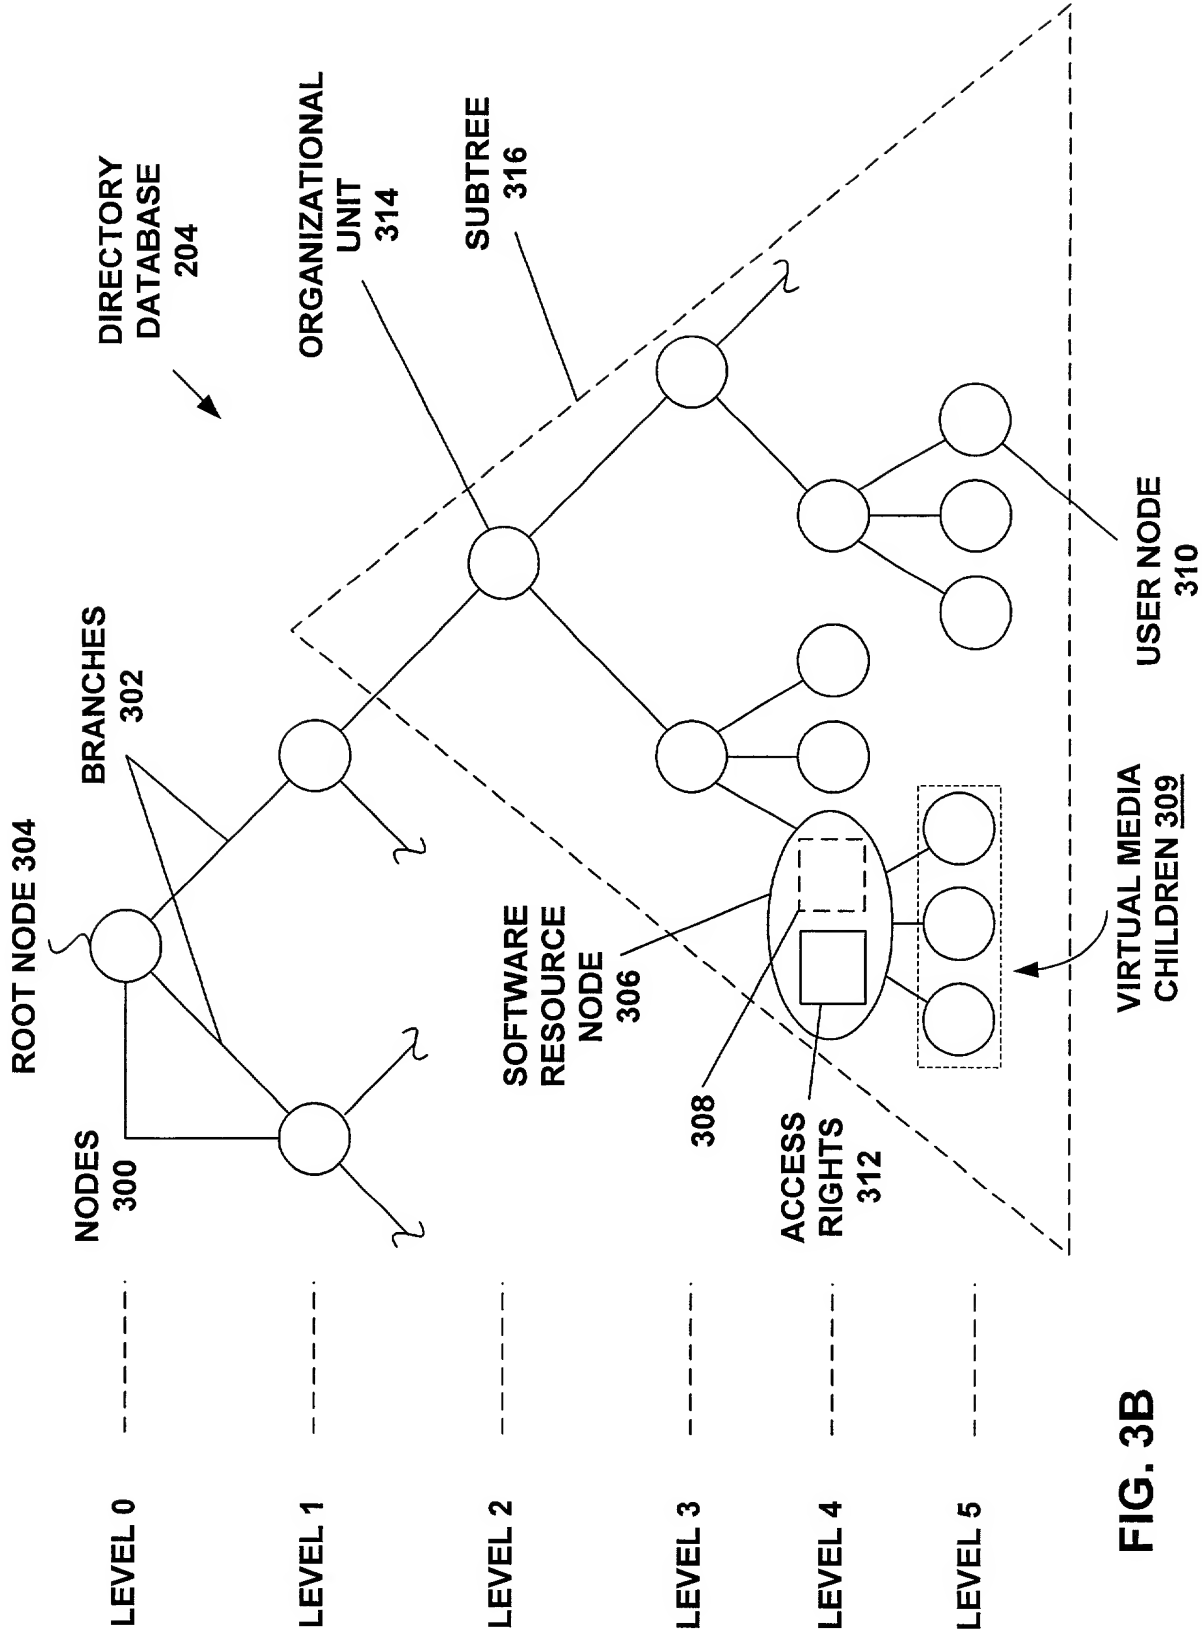 ROOT NODE 304
NODES
300
BRANCHES
302
DIRECTORY
DATABASE
204
ORGANIZATIONAL
UNIT
314
SUBTREE
316
SOFTWARE
RESOURCE
NODE
306
308
ACCESS
RIGHTS
312
VIRTUAL MEDIA
CHILDREN 309
USER NODE
310
LEVEL 0
LEVEL 1
LEVEL 2
LEVEL 3
LEVEL 4
LEVEL 5
FIG. 3B